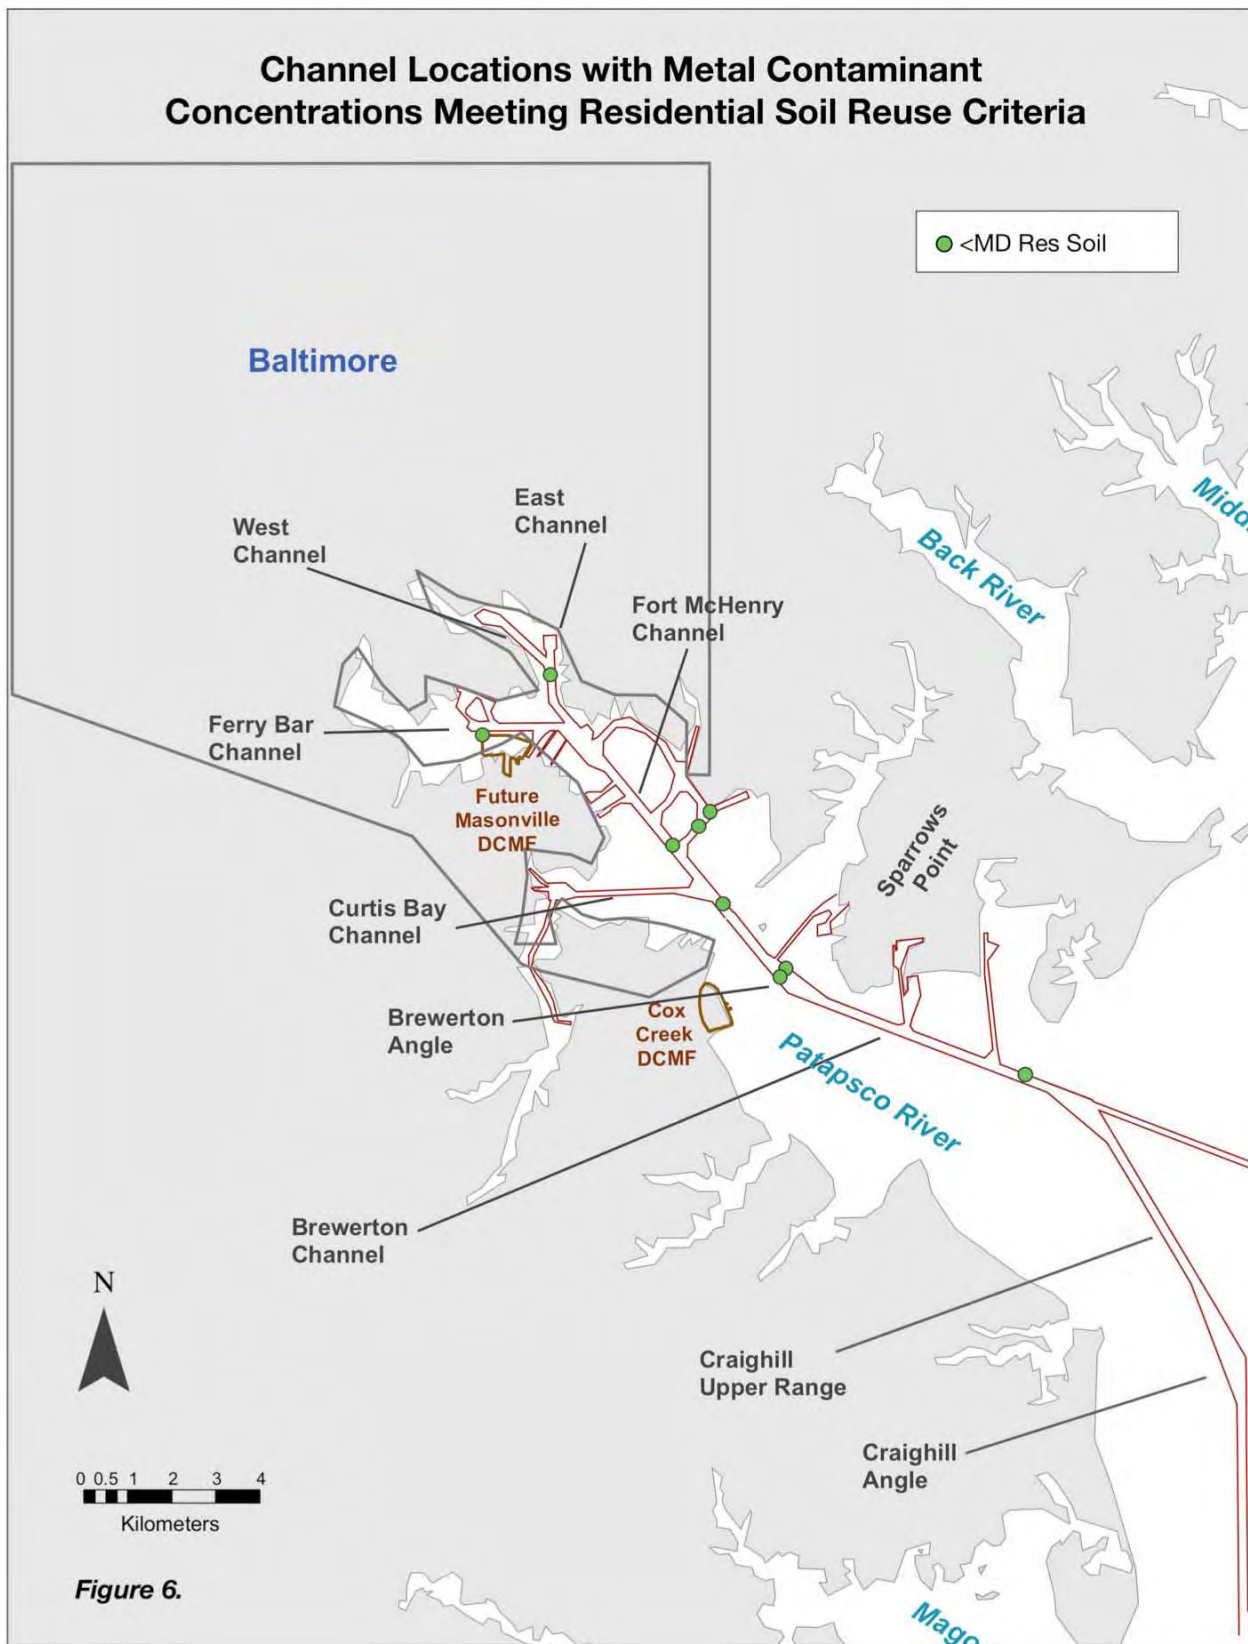 Channel Locations with Metal Contaminant
Concentrations Meeting Residential Soil Reuse Criteria
<MD Res Soil
Baltimore
East
Channel
West
Channel
Back River
Fort McHenry
Channel
Ferry Bar
Channel
Future
Masonville
DCMF
Sparrows
Point
Curtis Bay
Channel
Brewerton
Angle
Cox
Creek
DCMF
Patapsco River
Brewerton
Channel
N
Craighill
Upper Range
Craighill
Angle
0 0.5 1 2 3 4
Kilometers
Figure 6.
Mago